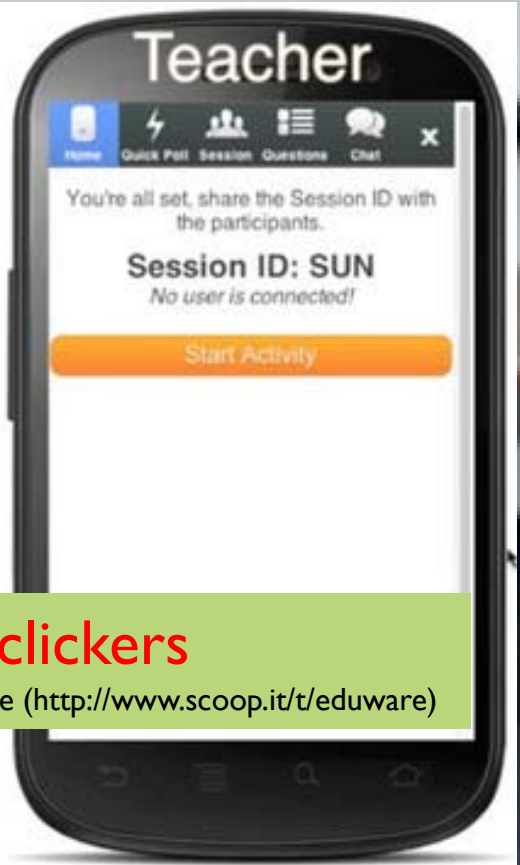 Teacher
Home Quick Poll Session Questions Chat x
You're all set, share the Session ID with
the participants.
Session ID: SUN
No user is connected!
Start Activity
clickers
e (http://www.scoop.it/t/eduware)